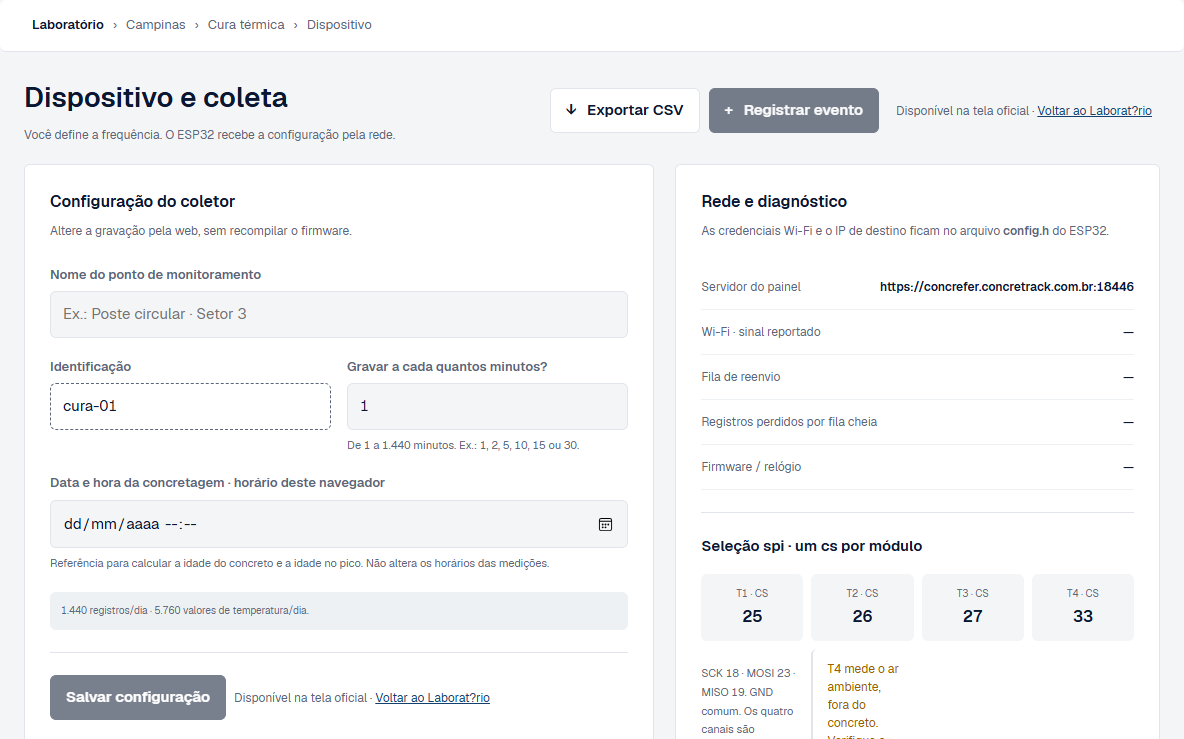 Laboratório › Campinas › Cura térmica › Dispositivo
Dispositivo e coleta
Você define a frequência. O ESP32 recebe a configuração pela rede.
↓ Exportar CSV
+ Registrar evento
Disponível na tela oficial · Voltar ao Laborat?rio
Configuração do coletor
Altere a gravação pela web, sem recompilar o firmware.
Nome do ponto de monitoramento
Ex.: Poste circular · Setor 3
Identificação
cura-01
Gravar a cada quantos minutos?
1
De 1 a 1.440 minutos. Ex.: 1, 2, 5, 10, 15 ou 30.
Data e hora da concretagem · horário deste navegador
dd/mm/aaaa --:--
Referência para calcular a idade do concreto e a idade no pico. Não altera os horários das medições.
1.440 registros/dia · 5.760 valores de temperatura/dia.
Salvar configuração
Disponível na tela oficial · Voltar ao Laborat?rio
Rede e diagnóstico
As credenciais Wi-Fi e o IP de destino ficam no arquivo config.h do ESP32.
Servidor do painel https://concrefer.concretrack.com.br:18446
Wi-Fi · sinal reportado —
Fila de reenvio —
Registros perdidos por fila cheia —
Firmware / relógio —
Seleção spi · um cs por módulo
T1 · CS
25
T2 · CS
26
T3 · CS
27
T4 · CS
33
SCK 18 · MOSI 23 ·
MISO 19. GND
comum. Os quatro
canais são
T4 mede o ar
ambiente,
fora do
concreto.